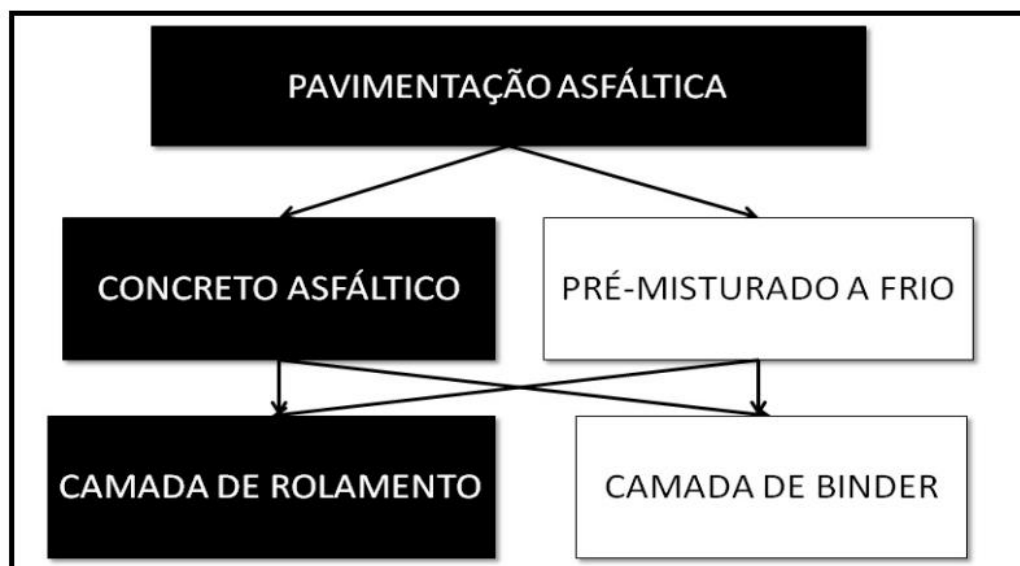 PAVIMENTAÇÃO ASFÁLTICA
CONCRETO ASFÁLTICO
PRÉ-MISTURADO A FRIO
CAMADA DE ROLAMENTO
CAMADA DE BINDER